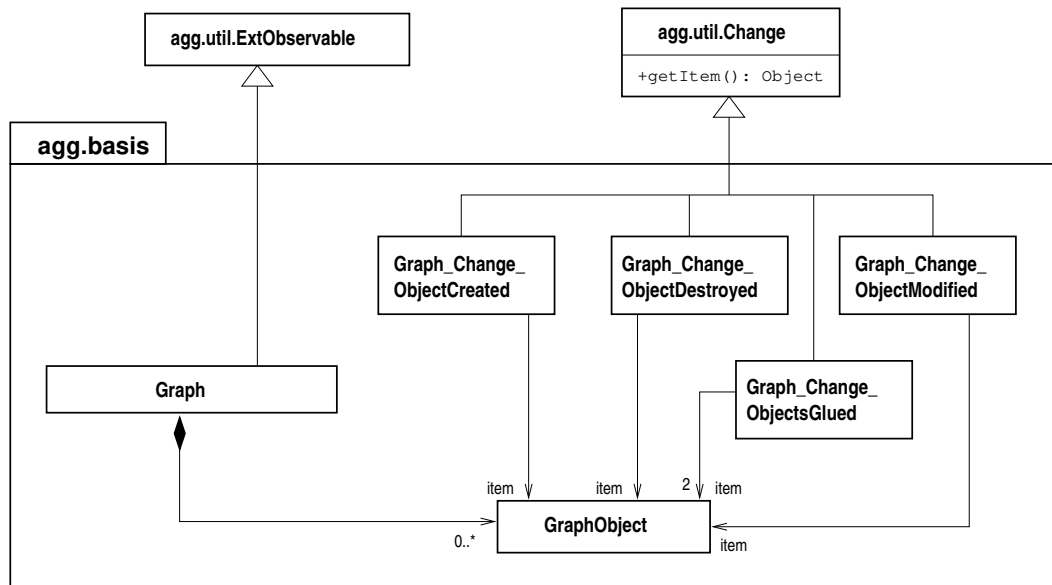 agg.util.ExtObservable
agg.util.Change
+getItem(): Object
agg.basis
Graph_Change_
ObjectCreated
Graph_Change_
ObjectDestroyed
Graph_Change_
ObjectModified
Graph
Graph_Change_
ObjectsGlued
item
item
2
item
GraphObject
0..*
item